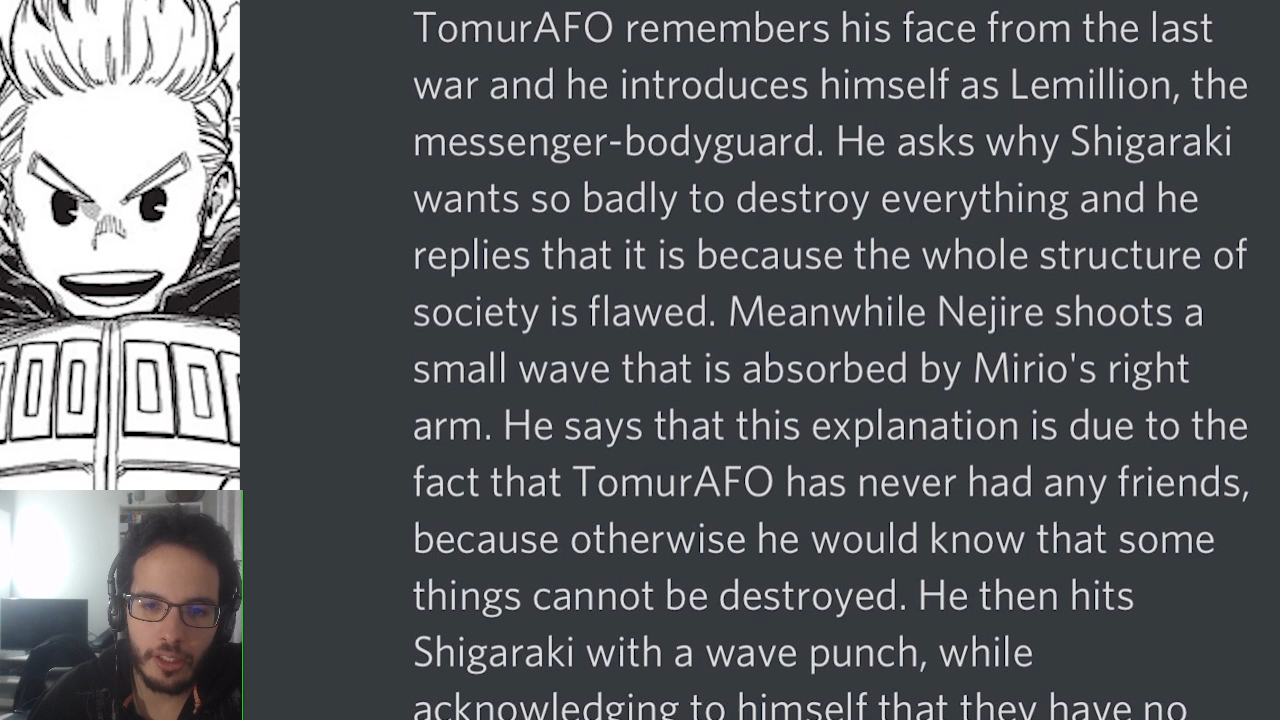 TomurAFO remembers his face from the last
war and he introduces himself as Lemillion, the
messenger-bodyguard. He asks why Shigaraki
wants so badly to destroy everything and he
replies that it is because the whole structure of
society is flawed. Meanwhile Nejire shoots a
small wave that is absorbed by Mirio's right
arm. He says that this explanation is due to the
fact that TomurAFO has never had any friends,
because otherwise he would know that some
things cannot be destroyed. He then hits
Shigaraki with a wave punch, while
acknowledging to himself that they have no